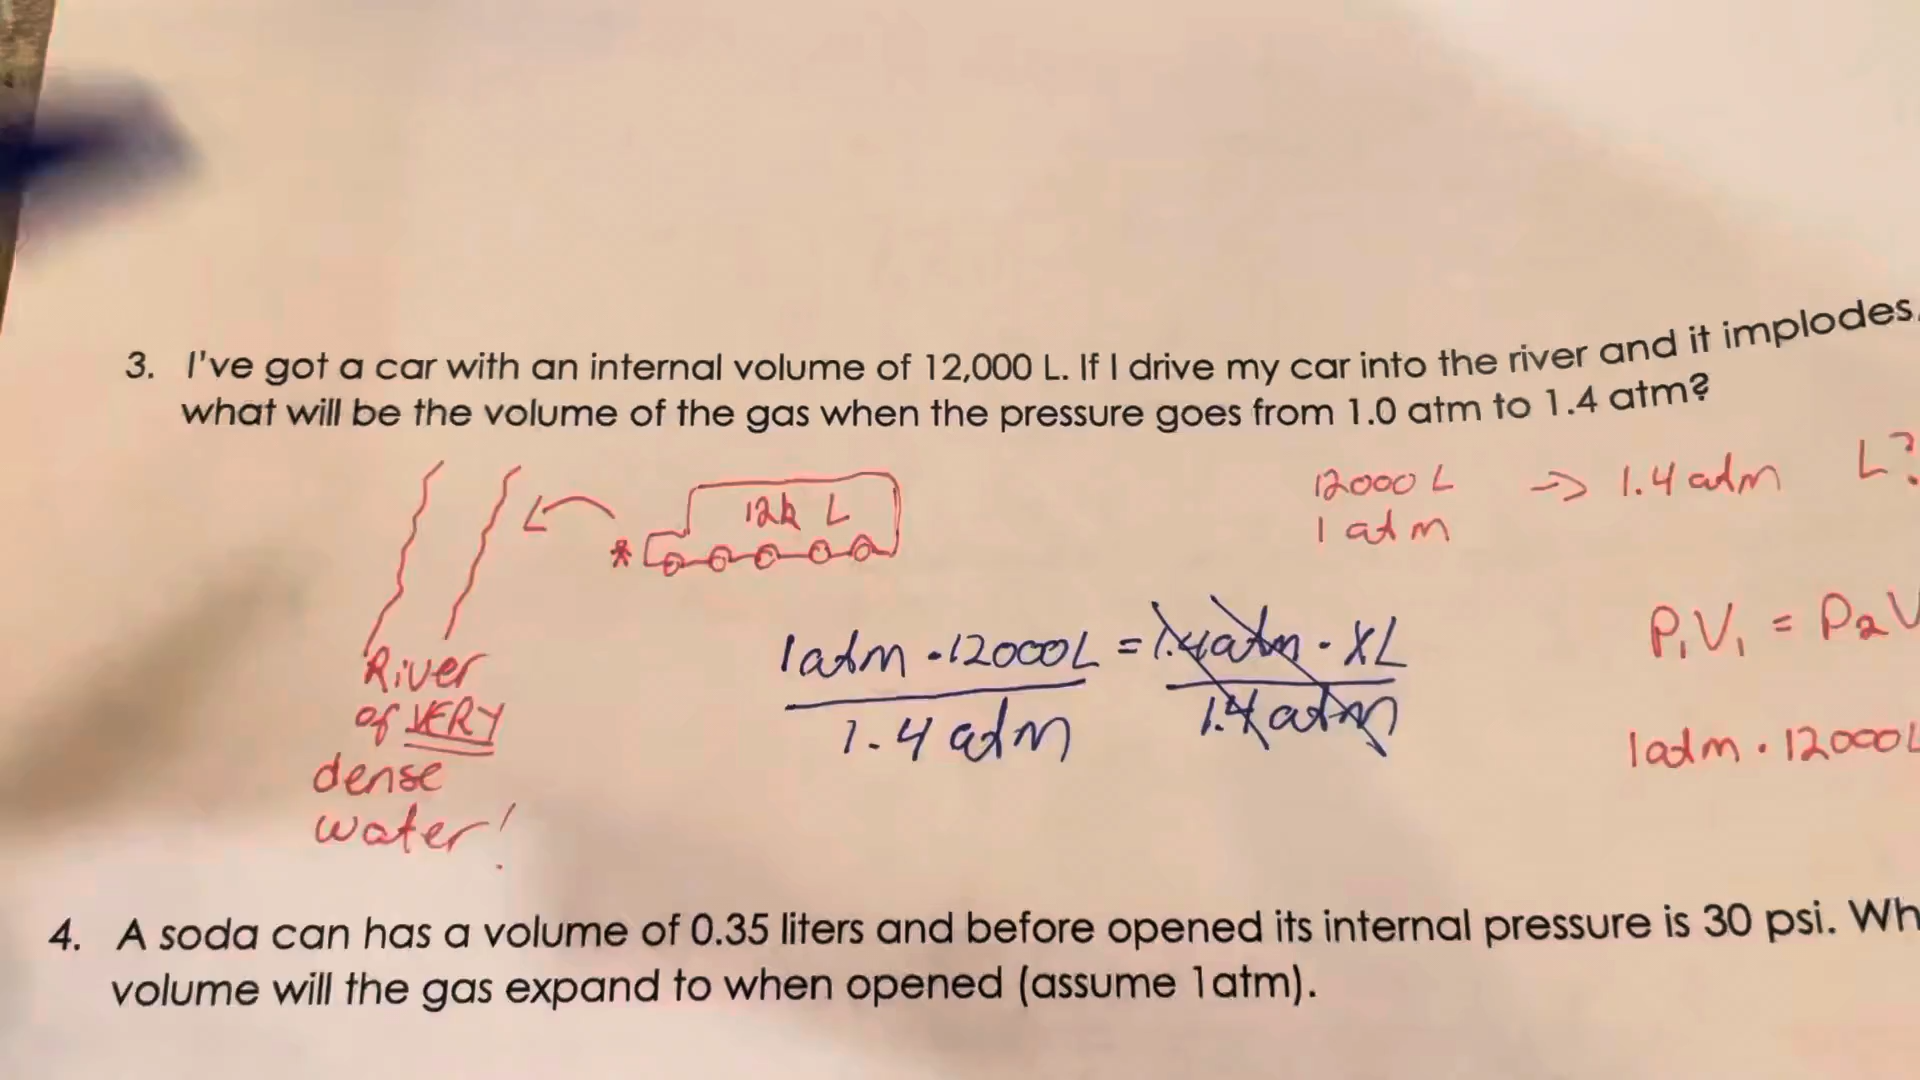 3. I've got a car with an internal volume of 12,000 L. If I drive my car into the river and it implodes,
what will be the volume of the gas when the pressure goes from 1.0 atm to 1.4 atm?
12000 L → 1.4 atm L?
1 atm
12k L
P₁V₁ = P₂V
1atm · 12000L = 1.4atm · XL
1.4 atm 1.4 atm
1atm · 12000L
River
of VERY
dense
water!
4. A soda can has a volume of 0.35 liters and before opened its internal pressure is 30 psi. Wh
volume will the gas expand to when opened (assume 1atm).